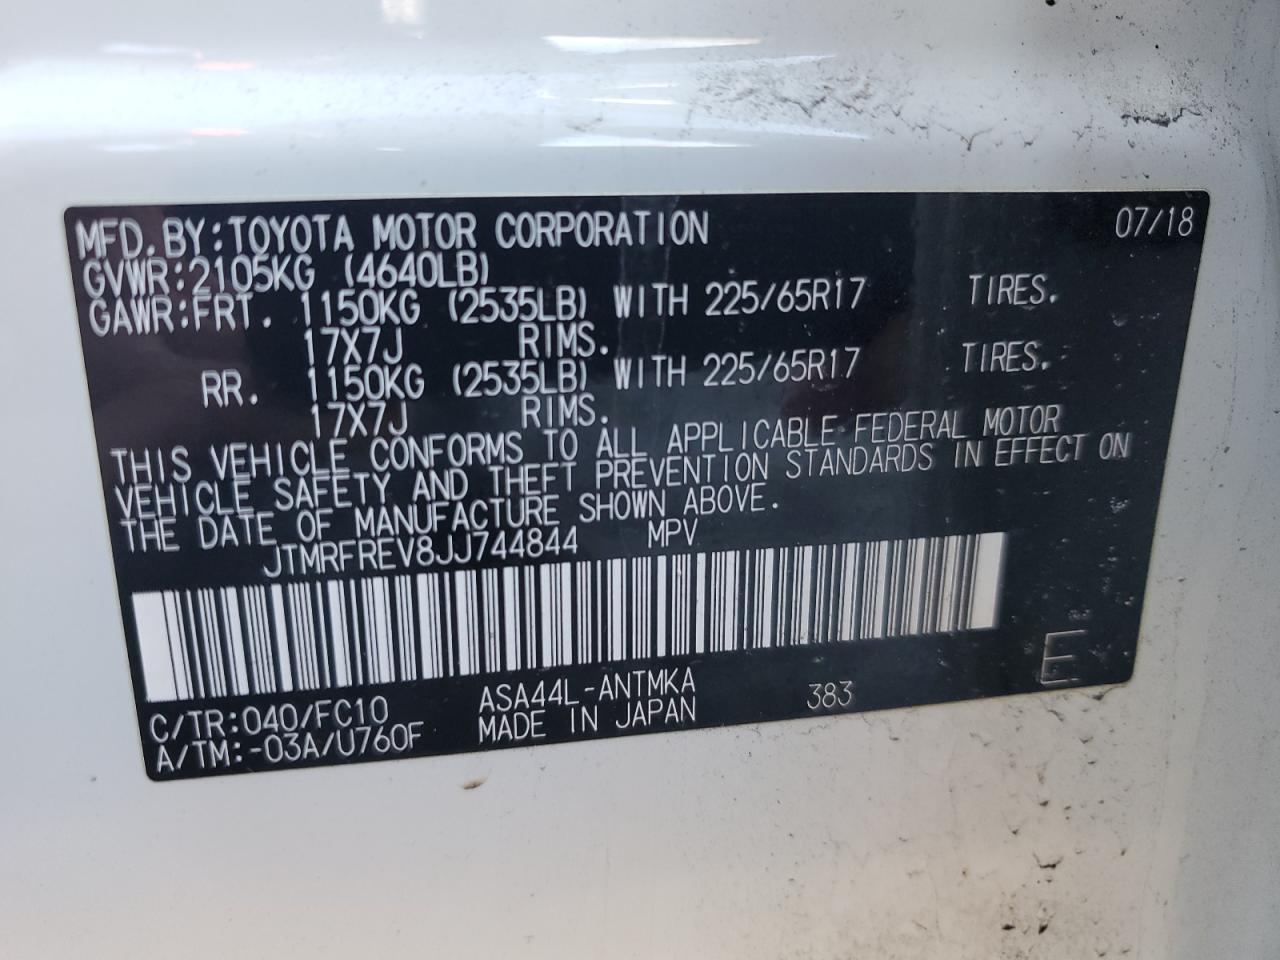 MFD.BY:TOYOTA MOTOR CORPORATION 07/18
GVWR:2105KG (4640LB)
GAWR:FRT. 1150KG (2535LB) WITH 225/65R17 TIRES.
17X7J RIMS.
RR. 1150KG (2535LB) WITH 225/65R17 TIRES.
17X7J RIMS.
THIS VEHICLE CONFORMS TO ALL APPLICABLE FEDERAL MOTOR
VEHICLE SAFETY AND THEFT PREVENTION STANDARDS IN EFFECT ON
THE DATE OF MANUFACTURE SHOWN ABOVE.
JTMRFREV8JJ744844 MPV
C/TR:040/FC10 ASA44L-ANTMKA 383 E
A/TM:-03A/U760F MADE IN JAPAN